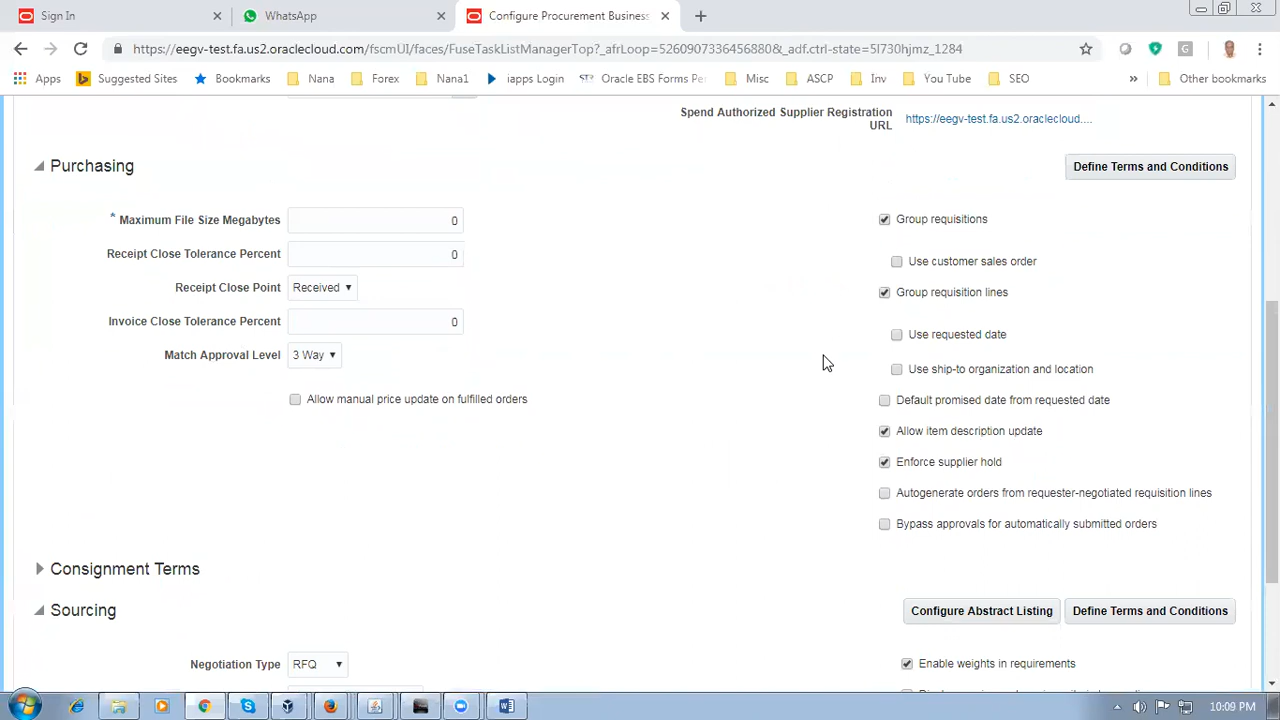 Sign In
WhatsApp
Configure Procurement Business
https://eegv-test.fa.us2.oraclecloud.com/fscmUI/faces/FuseTaskListManagerTop?_afrLoop=52609073364568​80&_adf.ctrl-state=5l730hjmz_1284
Apps Suggested Sites Bookmarks Nana Forex Nana1 iapps Login Oracle EBS Forms Pe Misc ASCP Inv You Tube SEO » Other bookmarks
Spend Authorized Supplier Registration
URL
https://eegv-test.fa.us2.oraclecloud....
Purchasing
Define Terms and Conditions
* Maximum File Size Megabytes 0
Group requisitions
Receipt Close Tolerance Percent 0
Use customer sales order
Receipt Close Point Received
Group requisition lines
Invoice Close Tolerance Percent 0
Use requested date
Match Approval Level 3 Way
Use ship-to organization and location
Allow manual price update on fulfilled orders
Default promised date from requested date
Allow item description update
Enforce supplier hold
Autogenerate orders from requester-negotiated requisition lines
Bypass approvals for automatically submitted orders
Consignment Terms
Sourcing
Configure Abstract Listing
Define Terms and Conditions
Negotiation Type RFQ
Enable weights in requirements
10:09 PM